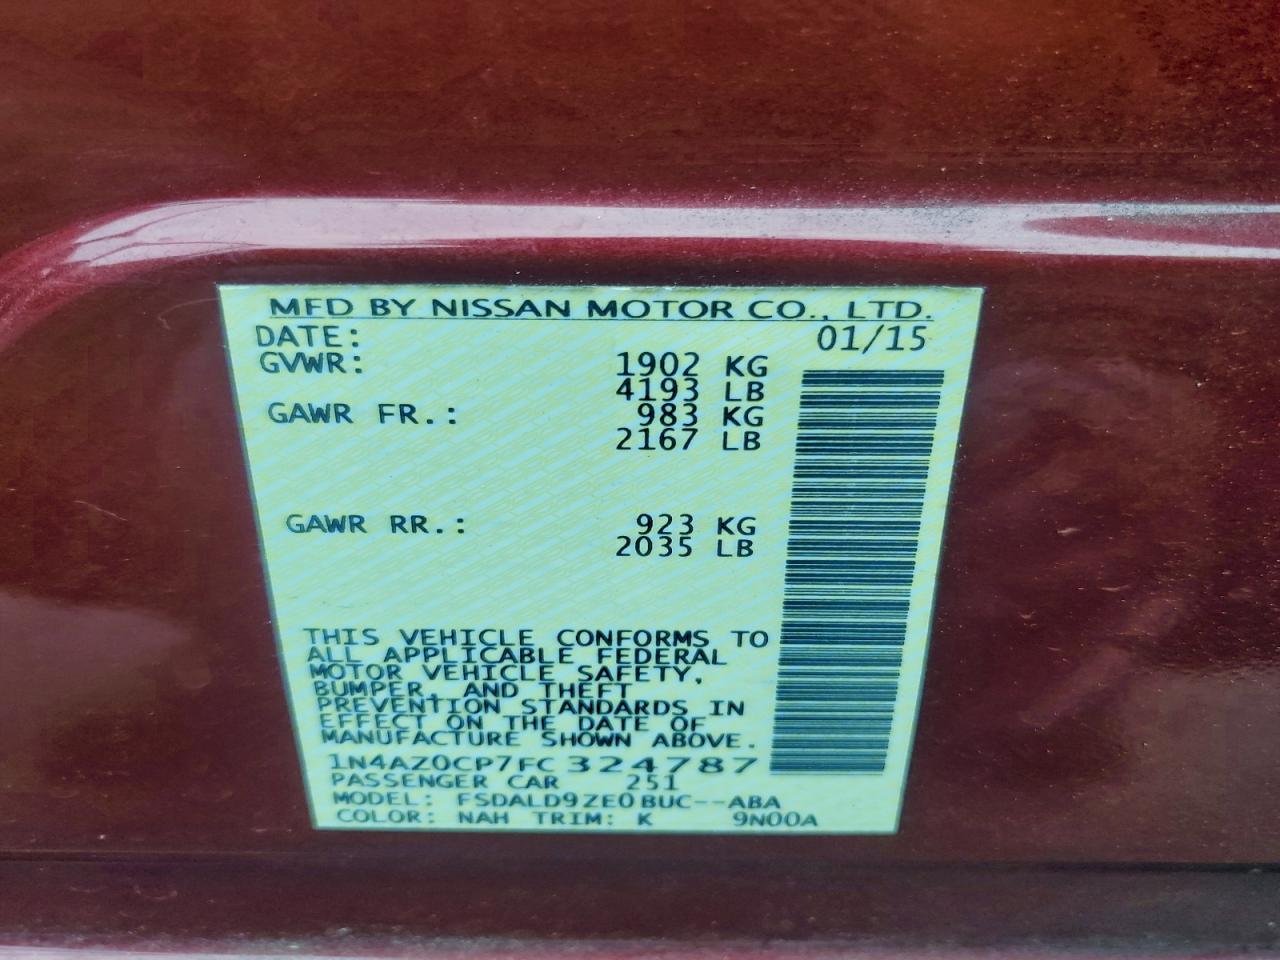 MFD BY NISSAN MOTOR CO., LTD.
DATE: 01/15
GVWR: 1902 KG
4193 LB
GAWR FR.: 983 KG
2167 LB
GAWR RR.: 923 KG
2035 LB
THIS VEHICLE CONFORMS TO
ALL APPLICABLE FEDERAL
MOTOR VEHICLE SAFETY,
BUMPER, AND THEFT
PREVENTION STANDARDS IN
EFFECT ON THE DATE OF
MANUFACTURE SHOWN ABOVE.
1N4AZ0CP7FC324787
PASSENGER CAR 251
MODEL: FSDALD9ZE0BUC--ABA
COLOR: NAH TRIM: K 9N00A